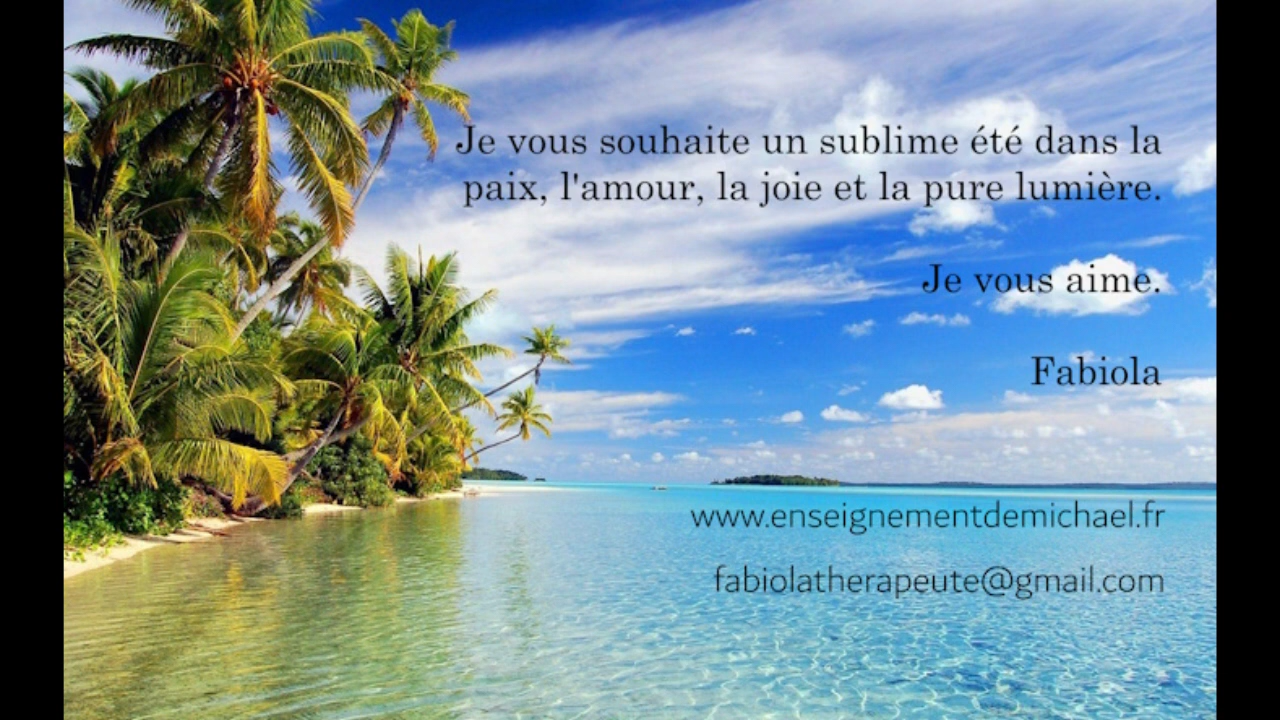 Je vous souhaite un sublime été dans la
paix, l'amour, la joie et la pure lumière.
Je vous aime.
Fabiola
www.enseignementdemichael.fr
fabiolatherapeute@gmail.com